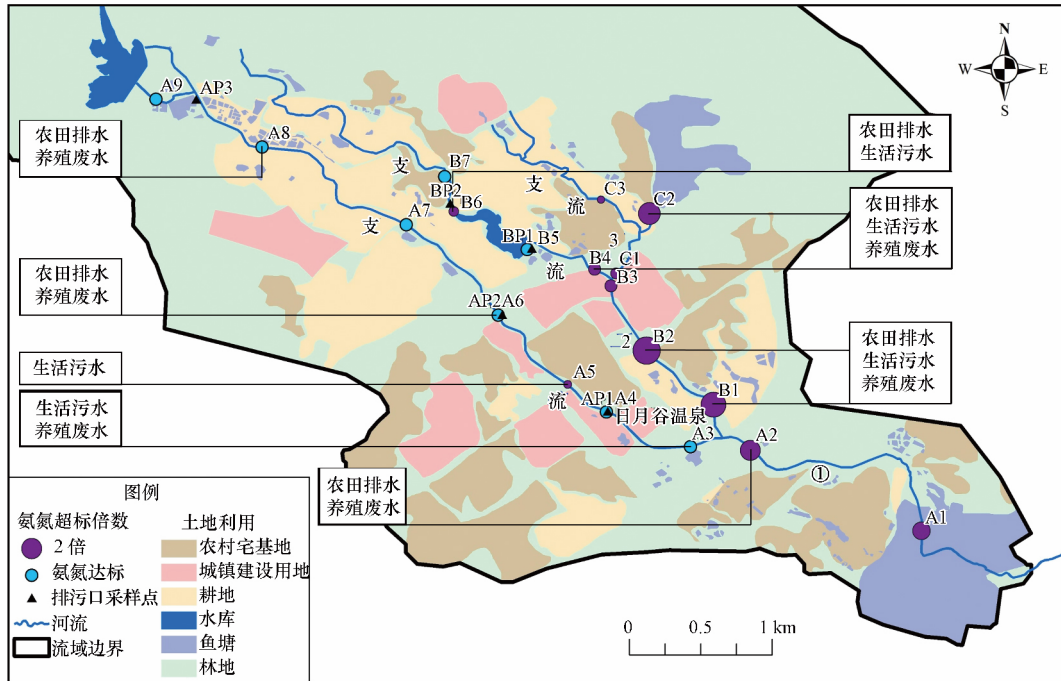 N
W
E
S
A9
AP3
农田排水
养殖废水
A8
支
B7
BP2
B6
支
流
C3
C2
农田排水
生活污水
A7
支
3
BP1
B5
流
B4
C1
B3
农田排水
生活污水
养殖废水
农田排水
养殖废水
AP2A6
2
B2
农田排水
生活污水
养殖废水
生活污水
A5
流
AP1A4
日月谷温泉
B1
生活污水
养殖废水
A3
A2
①
A1
农田排水
养殖废水
图例
氨氮超标倍数
2 倍
氨氮达标
排污口采样点
河流
流域边界
土地利用
农村宅基地
城镇建设用地
耕地
水库
鱼塘
林地
0
0.5
1 km